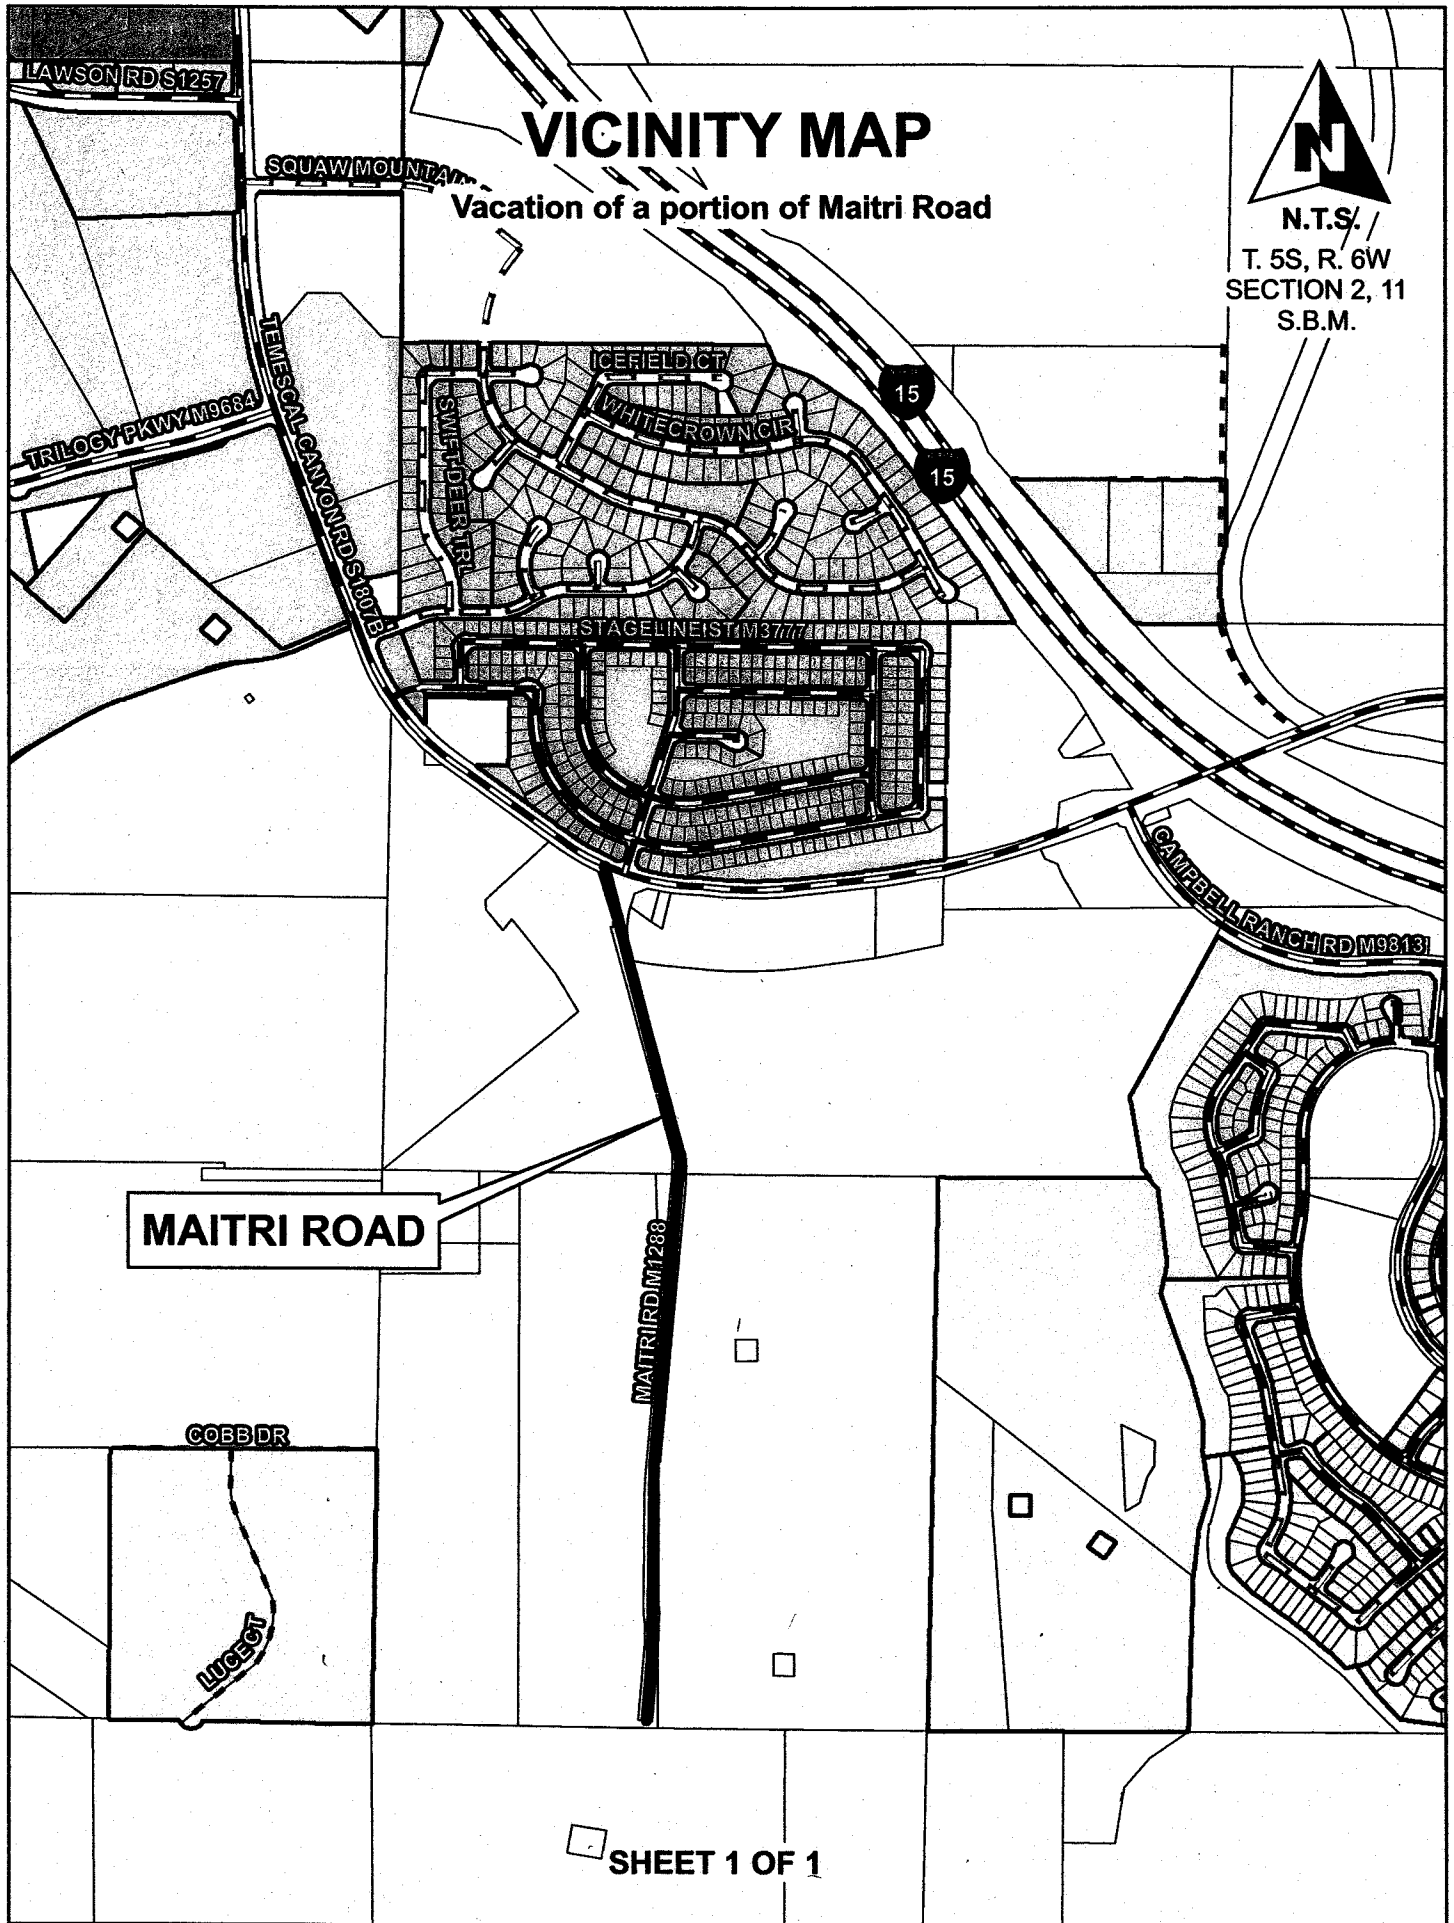 LAWSON RD S1257
VICINITY MAP
N
SQUAW MOUNTAIN
Vacation of a portion of Maitri Road
N.T.S.
T. 5S, R. 6W
SECTION 2, 11
S.B.M.
TEMESCAL CANYON RD S1807B
ICEFIELD CT
15
WHITECROWN CIR
SWIFT DEER TRL
TRILOGY PKWY M9684
15
STAGELINE ST M3777
CAMPBELL RANCH RD M9813
MAITRI ROAD
MAITRI RD M1288
COBB DR
LUCE CT
SHEET 1 OF 1